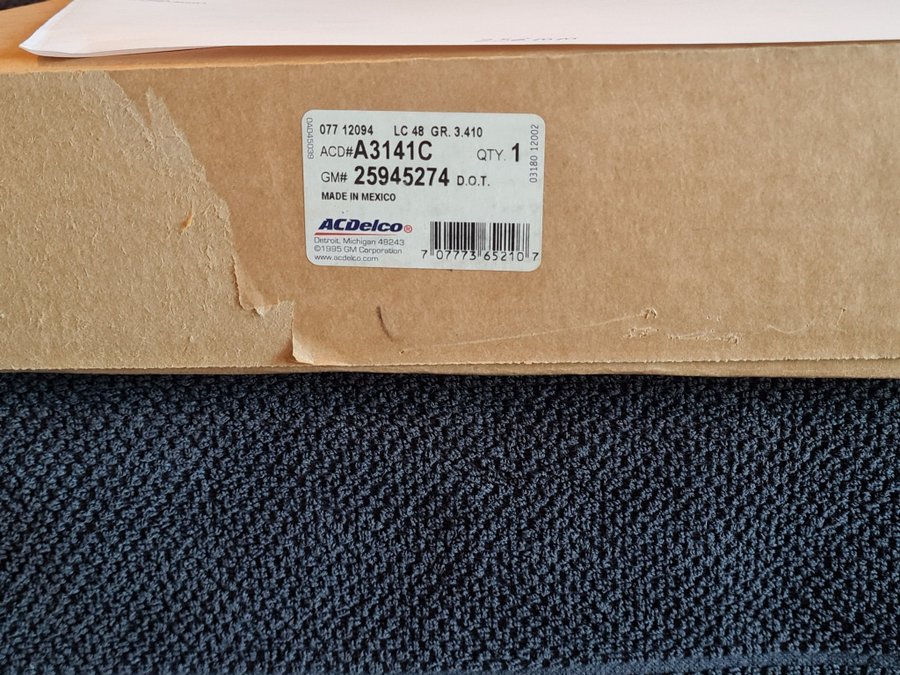 077 12094 LC 48 GR. 3.410
ACD# A3141C QTY. 1
GM# 25945274 D.O.T.
MADE IN MEXICO
ACDelco®
Detroit, Michigan 48243
©1995 GM Corporation
www.acdelco.com
7 07773 65210 7
03180 12002